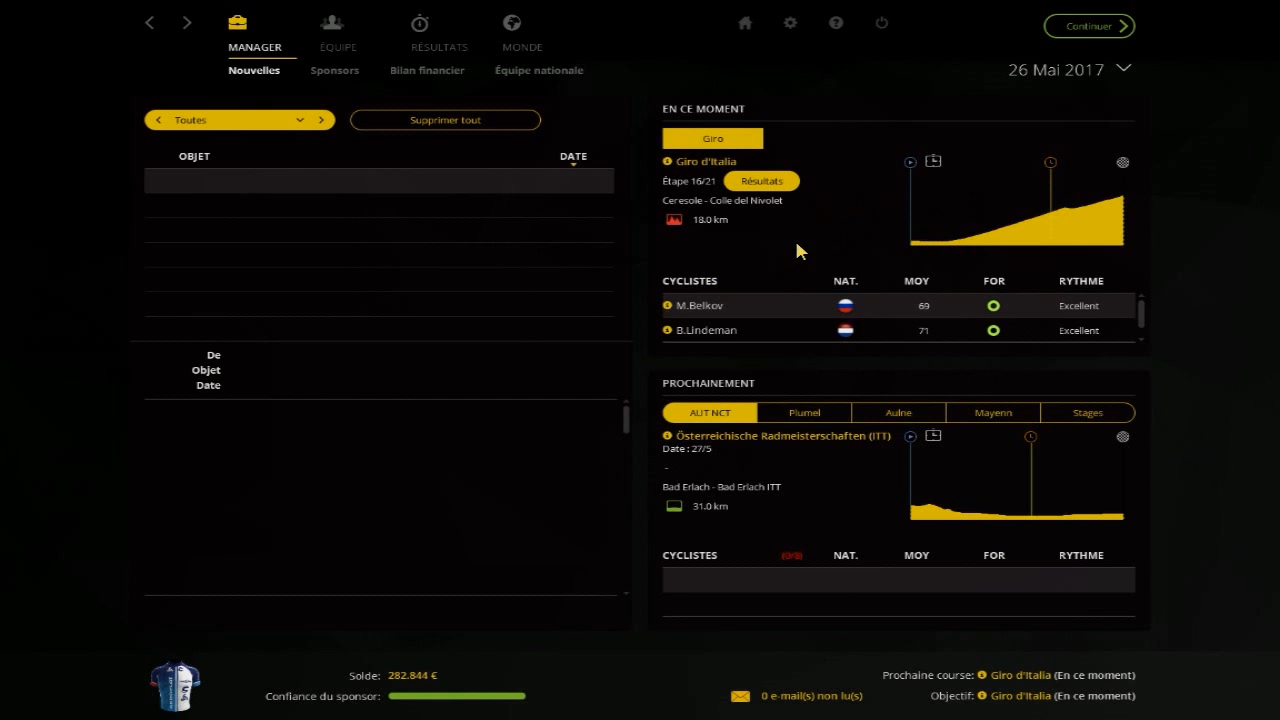 MANAGER ÉQUIPE RÉSULTATS MONDE
Continuer
Nouvelles Sponsors Bilan financier Équipe nationale
26 Mai 2017
Toutes
Supprimer tout
OBJET DATE
De
Objet
Date
EN CE MOMENT
Giro
Giro d'Italia
Étape 16/21 Résultats
Ceresole - Colle del Nivolet
18.0 km
CYCLISTES NAT. MOY FOR RYTHME
M.Belkov 69 Excellent
B.Lindeman 71 Excellent
PROCHAINEMENT
AUT NCT Plumel Aulne Mayenn Stages
Österreichische Radmeisterschaften (ITT)
Date : 27/5
-
Bad Erlach - Bad Erlach ITT
31.0 km
CYCLISTES (0/8) NAT. MOY FOR RYTHME
Solde: 282.844 €
Confiance du sponsor:
0 e-mail(s) non lu(s)
Prochaine course: Giro d'Italia (En ce moment)
Objectif: Giro d'Italia (En ce moment)